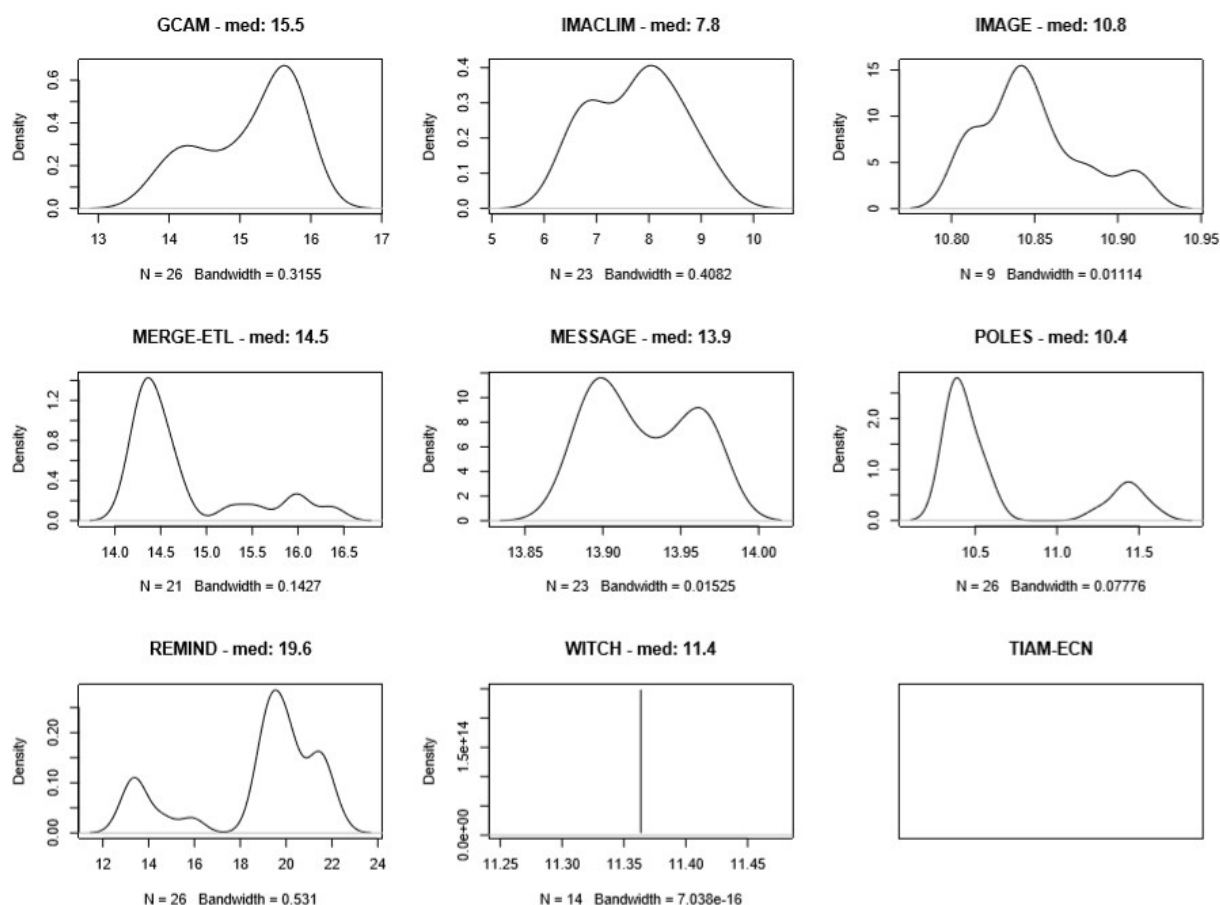 GCAM - med: 15.5
Density
0.0 0.2 0.4 0.6
13 14 15 16 17
N = 26 Bandwidth = 0.3155
IMACLIM - med: 7.8
Density
0.0 0.1 0.2 0.3 0.4
5 6 7 8 9 10
N = 23 Bandwidth = 0.4082
IMAGE - med: 10.8
Density
0 5 10 15
10.80 10.85 10.90 10.95
N = 9 Bandwidth = 0.01114
MERGE-ETL - med: 14.5
Density
0.0 0.4 0.8 1.2
14.0 14.5 15.0 15.5 16.0 16.5
N = 21 Bandwidth = 0.1427
MESSAGE - med: 13.9
Density
0 2 4 6 8 10
13.85 13.90 13.95 14.00
N = 23 Bandwidth = 0.01525
POLES - med: 10.4
Density
0.0 1.0 2.0
10.5 11.0 11.5
N = 26 Bandwidth = 0.07776
REMIND - med: 19.6
Density
0.00 0.10 0.20
12 14 16 18 20 22 24
N = 26 Bandwidth = 0.531
WITCH - med: 11.4
Density
0.0e+00 1.5e+14
11.25 11.30 11.35 11.40 11.45
N = 14 Bandwidth = 7.038e-16
TIAM-ECN